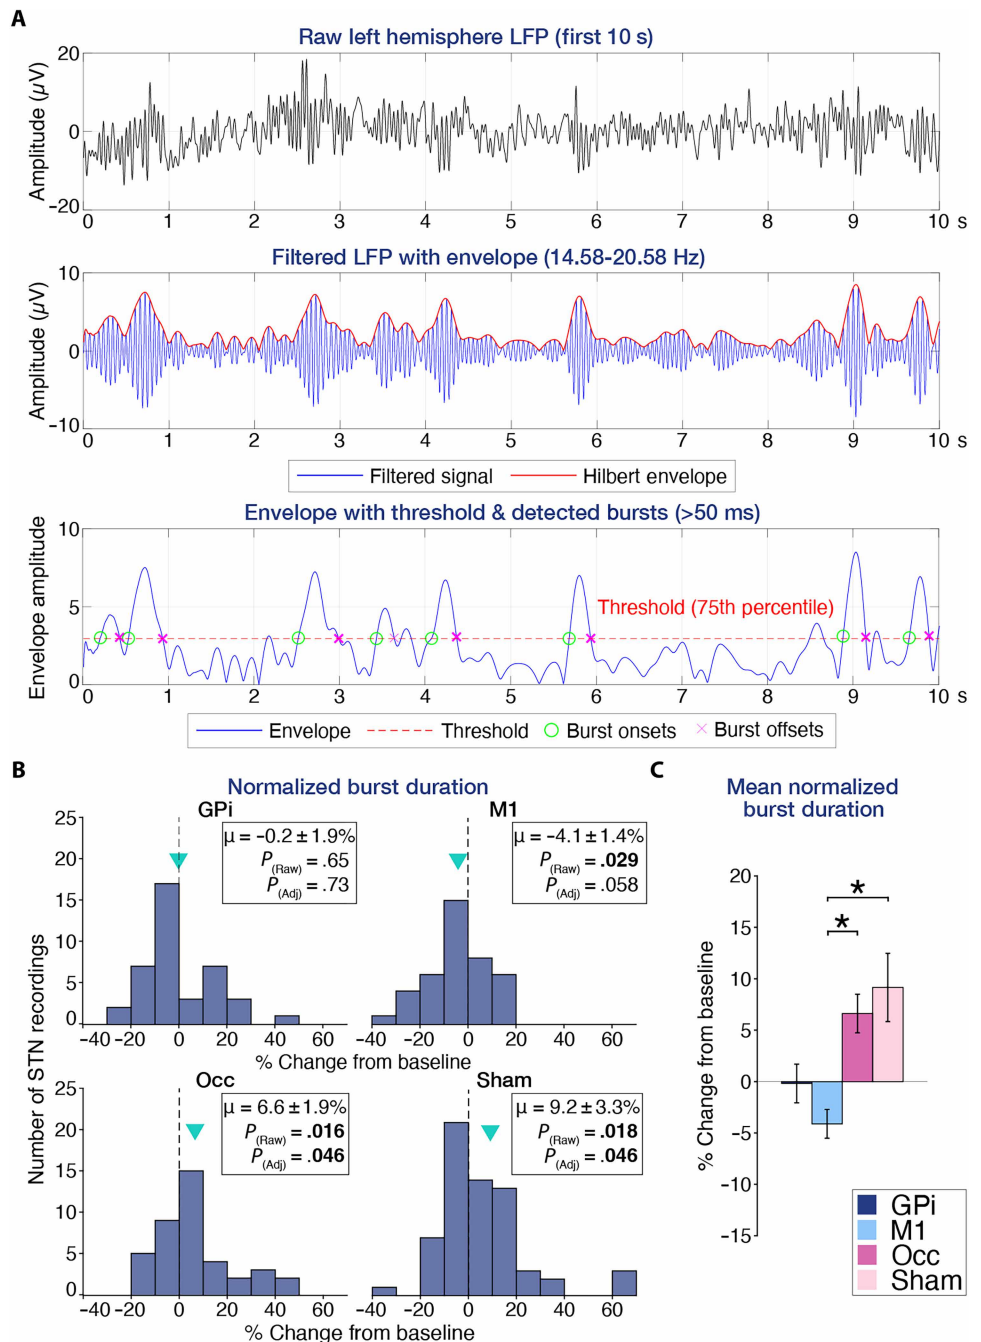 A
Raw left hemisphere LFP (first 10 s)
Amplitude (µV)
20
0
−20
0 1 2 3 4 5 6 7 8 9 10 s
Filtered LFP with envelope (14.58-20.58 Hz)
Amplitude (µV)
10
0
−10
0 1 2 3 4 5 6 7 8 9 10 s
Filtered signal Hilbert envelope
Envelope with threshold & detected bursts (>50 ms)
Envelope amplitude
10
5
0
Threshold (75th percentile)
0 1 2 3 4 5 6 7 8 9 10 s
Envelope Threshold Burst onsets Burst offsets
B
Normalized burst duration
Number of STN recordings
GPi
25
20
15
10
5
0
µ = −0.2 ± 1.9%
P(Raw) = .65
P(Adj) = .73
−40 −20 0 20 40 60
% Change from baseline
M1
µ = −4.1 ± 1.4%
P(Raw) = .029
P(Adj) = .058
−40 −20 0 20 40 60
% Change from baseline
Occ
25
20
15
10
5
0
µ = 6.6 ± 1.9%
P(Raw) = .016
P(Adj) = .046
−40 −20 0 20 40 60
% Change from baseline
Sham
µ = 9.2 ± 3.3%
P(Raw) = .018
P(Adj) = .046
−40 −20 0 20 40 60
% Change from baseline
C
Mean normalized
burst duration
% Change from baseline
20
15
10
5
0
−5
−10
−15
*
*
GPi
M1
Occ
Sham